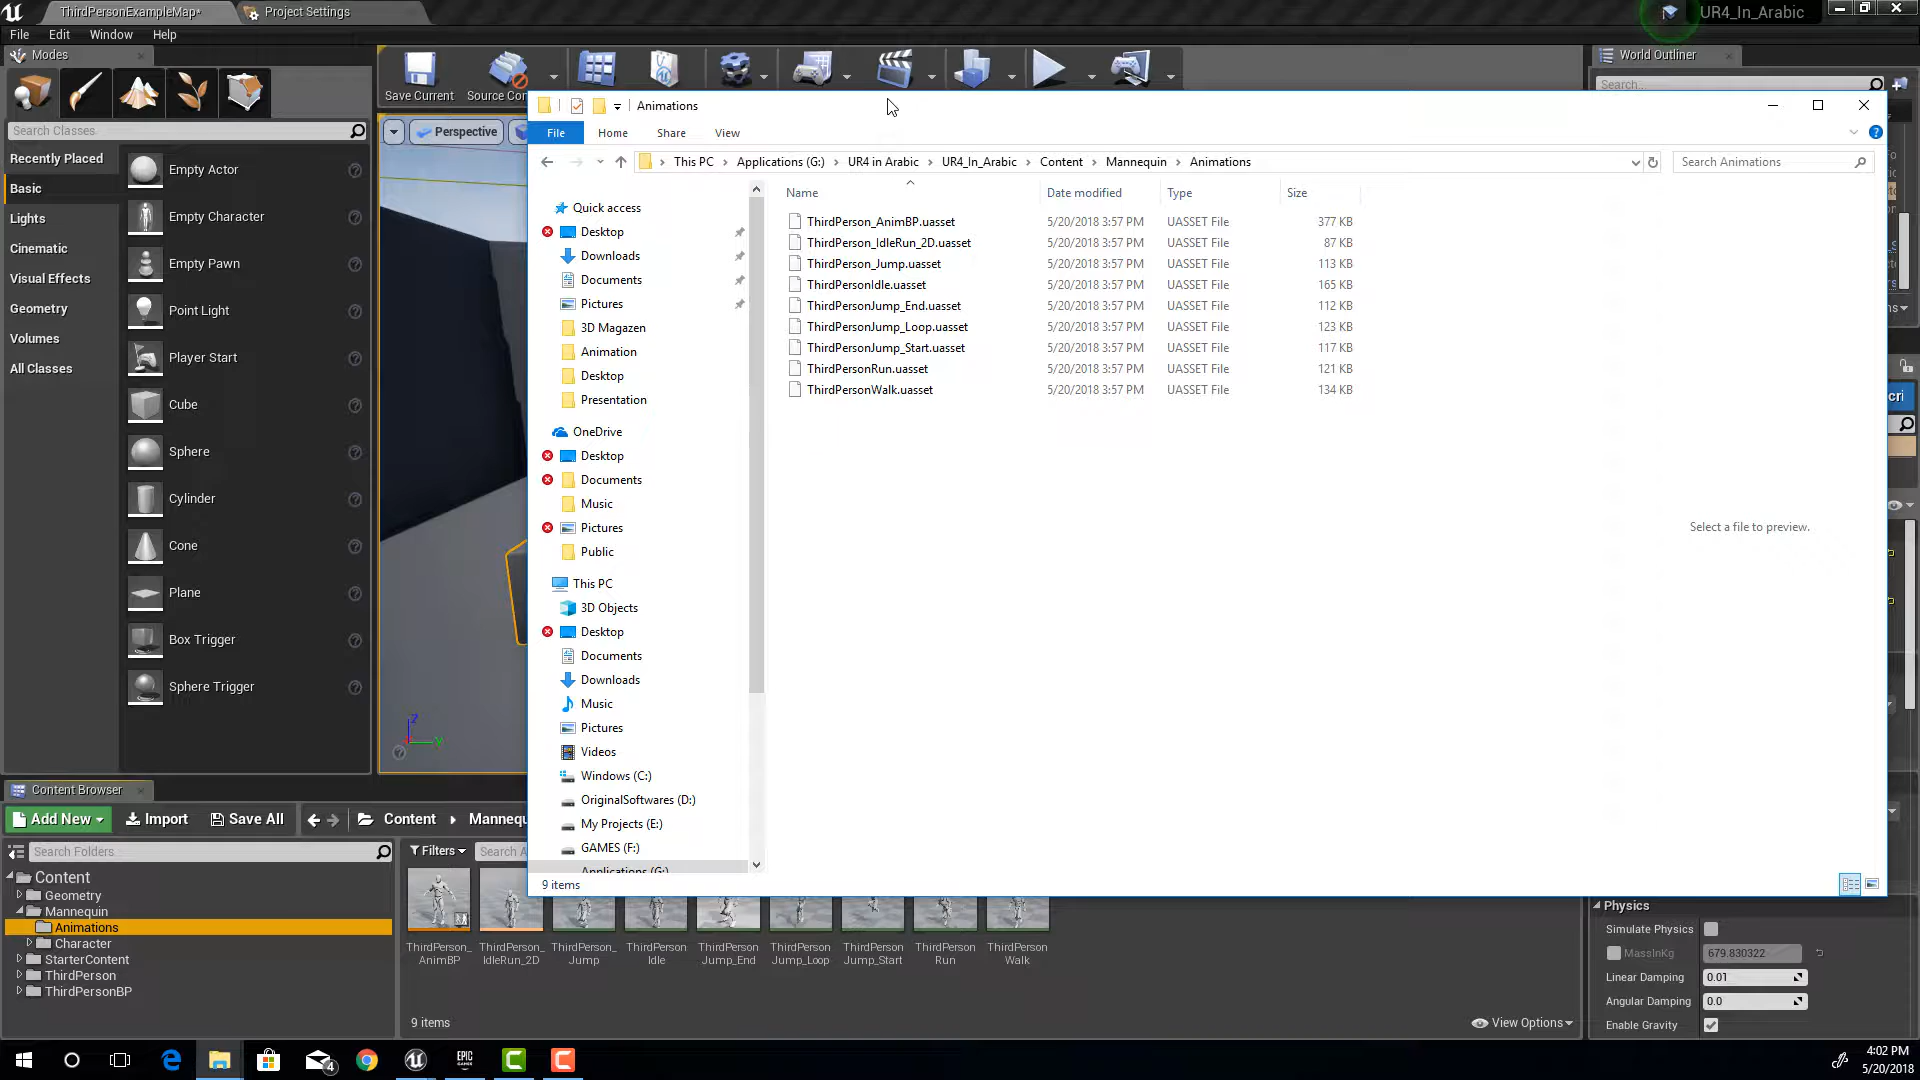 ThirdPersonExampleMap*
Project Settings
UR4_In_Arabic
File Edit Window Help
Modes
Search Classes
Recently Placed
Basic
Lights
Cinematic
Visual Effects
Geometry
Volumes
All Classes
Empty Actor
Empty Character
Empty Pawn
Point Light
Player Start
Cube
Sphere
Cylinder
Cone
Plane
Box Trigger
Sphere Trigger
Save Current
Perspective
World Outliner
Search...
Animations
File Home Share View
This PC > Applications (G:) > UR4 in Arabic > UR4_In_Arabic > Content > Mannequin > Animations
Search Animations
Quick access
Desktop
Downloads
Documents
Pictures
3D Magazen
Animation
Desktop
Presentation
OneDrive
Desktop
Documents
Music
Pictures
Public
This PC
3D Objects
Desktop
Documents
Downloads
Music
Pictures
Videos
Windows (C:)
OriginalSoftwares (D:)
My Projects (E:)
GAMES (F:)
Applications (G:)
Name Date modified Type Size
ThirdPerson_AnimBP.uasset 5/20/2018 3:57 PM UASSET File 377 KB
ThirdPerson_IdleRun_2D.uasset 5/20/2018 3:57 PM UASSET File 87 KB
ThirdPerson_Jump.uasset 5/20/2018 3:57 PM UASSET File 113 KB
ThirdPersonIdle.uasset 5/20/2018 3:57 PM UASSET File 165 KB
ThirdPersonJump_End.uasset 5/20/2018 3:57 PM UASSET File 112 KB
ThirdPersonJump_Loop.uasset 5/20/2018 3:57 PM UASSET File 123 KB
ThirdPersonJump_Start.uasset 5/20/2018 3:57 PM UASSET File 117 KB
ThirdPersonRun.uasset 5/20/2018 3:57 PM UASSET File 121 KB
ThirdPersonWalk.uasset 5/20/2018 3:57 PM UASSET File 134 KB
Select a file to preview.
9 items
Content Browser
Add New Import Save All Content
Search Folders
Filters
Content
Geometry
Mannequin
Animations
Character
StarterContent
ThirdPerson
ThirdPersonBP
ThirdPerson_
AnimBP
ThirdPerson_
IdleRun_2D
ThirdPerson_
Jump
ThirdPerson
Idle
ThirdPerson
Jump_End
ThirdPerson
Jump_Loop
ThirdPerson
Jump_Start
ThirdPerson
Run
ThirdPerson
Walk
9 items
View Options
Physics
Simulate Physics
MassInKg 679.830322
Linear Damping 0.01
Angular Damping 0.0
Enable Gravity
EPIC
GAMES
4
4:02 PM
5/20/2018